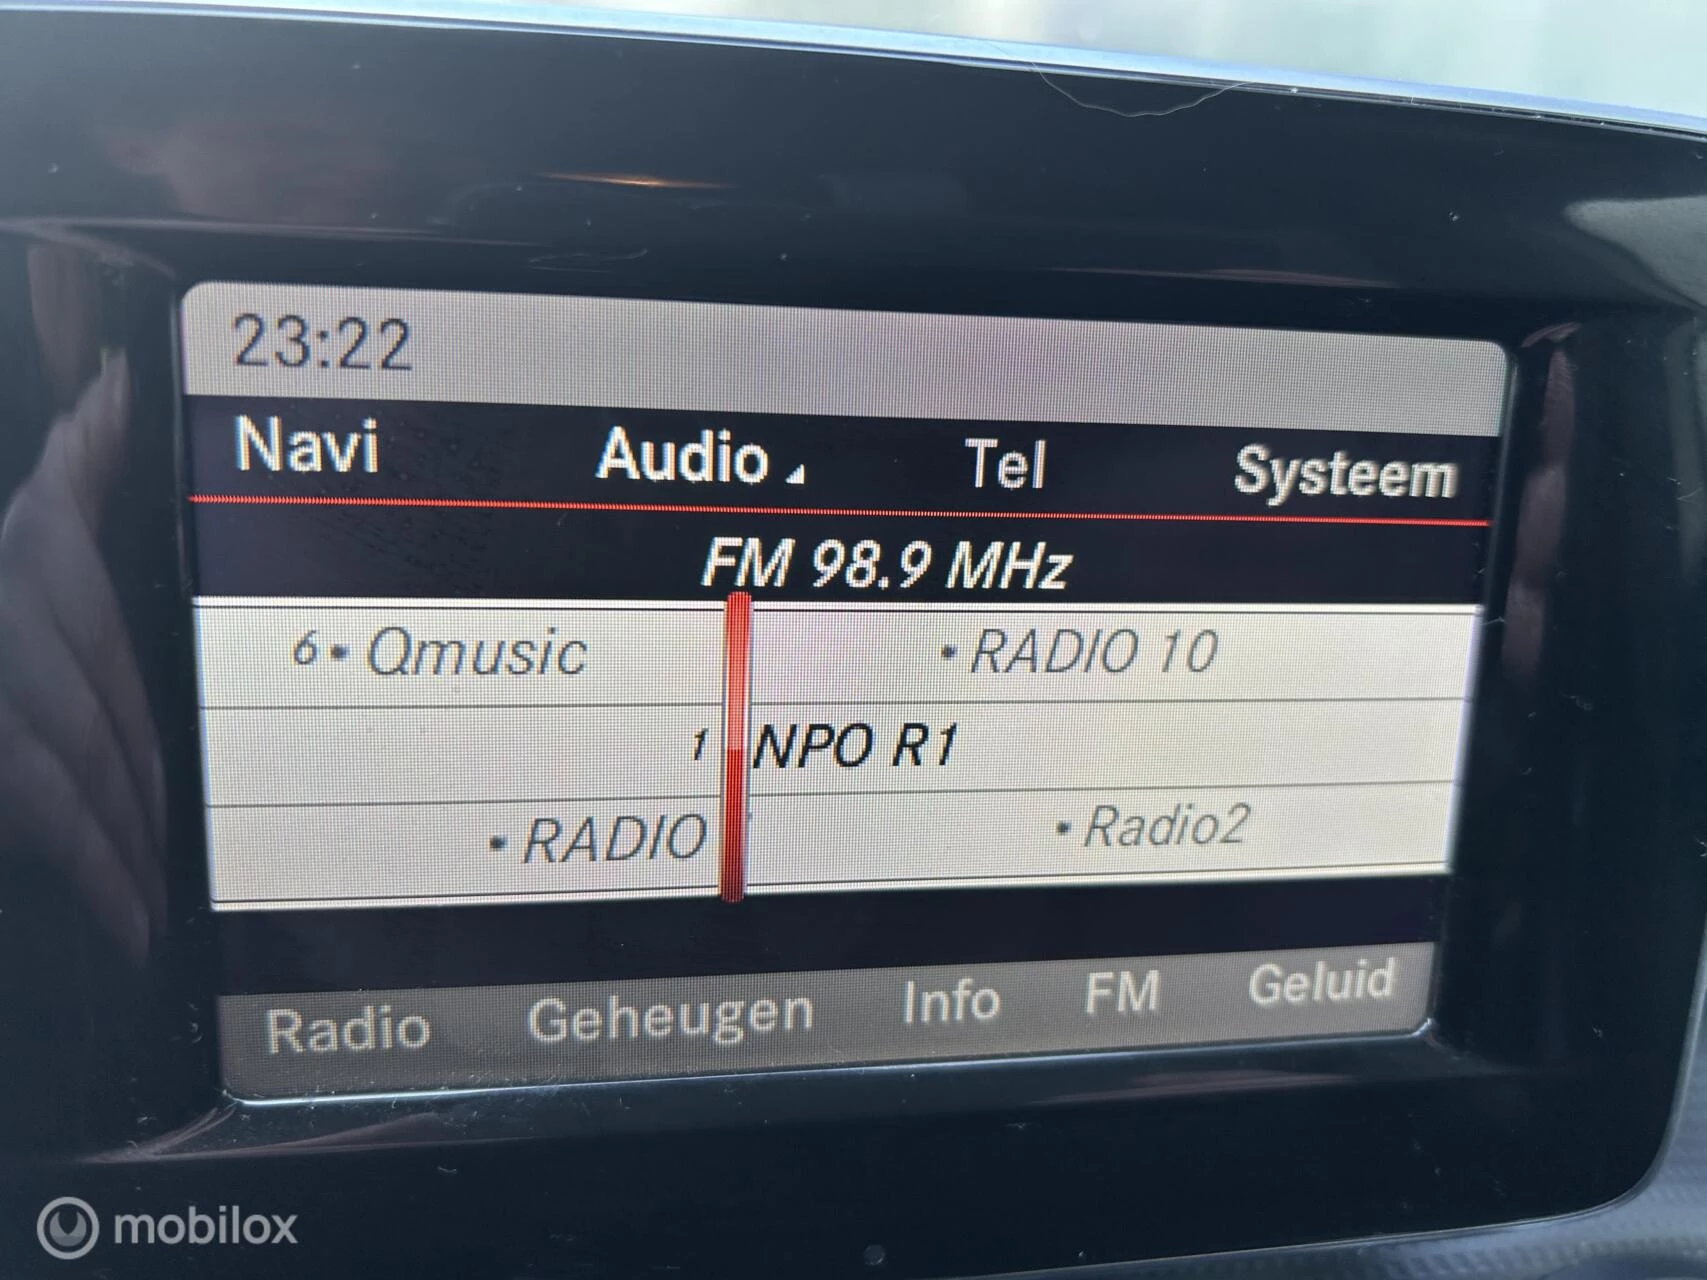 23:22
Navi Audio Tel Systeem
FM 98.9 MHz
6• Qmusic • RADIO 10
1 NPO R1
• RADIO • Radio2
Radio Geheugen Info FM Geluid
mobilox